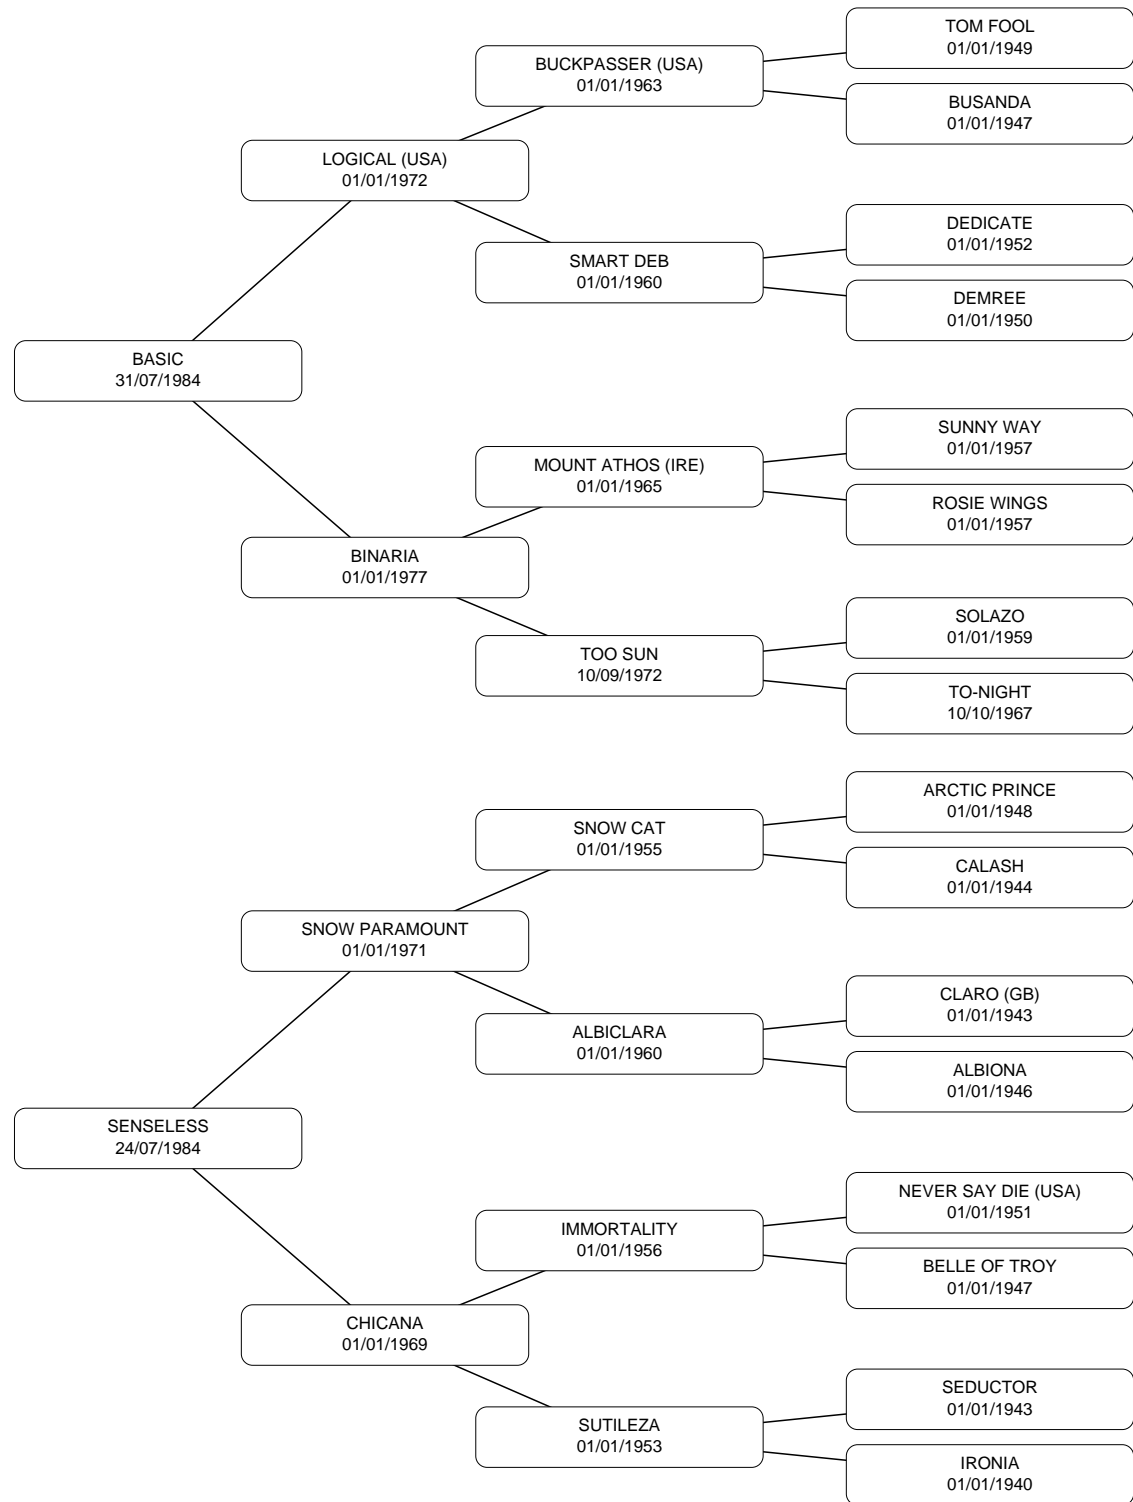 TOM FOOL
01/01/1949
BUCKPASSER (USA)
01/01/1963
BUSANDA
01/01/1947
LOGICAL (USA)
01/01/1972
DEDICATE
01/01/1952
SMART DEB
01/01/1960
DEMREE
01/01/1950
BASIC
31/07/1984
SUNNY WAY
01/01/1957
MOUNT ATHOS (IRE)
01/01/1965
ROSIE WINGS
01/01/1957
BINARIA
01/01/1977
SOLAZO
01/01/1959
TOO SUN
10/09/1972
TO-NIGHT
10/10/1967
ARCTIC PRINCE
01/01/1948
SNOW CAT
01/01/1955
CALASH
01/01/1944
SNOW PARAMOUNT
01/01/1971
CLARO (GB)
01/01/1943
ALBICLARA
01/01/1960
ALBIONA
01/01/1946
SENSELESS
24/07/1984
NEVER SAY DIE (USA)
01/01/1951
IMMORTALITY
01/01/1956
BELLE OF TROY
01/01/1947
CHICANA
01/01/1969
SEDUCTOR
01/01/1943
SUTILEZA
01/01/1953
IRONIA
01/01/1940